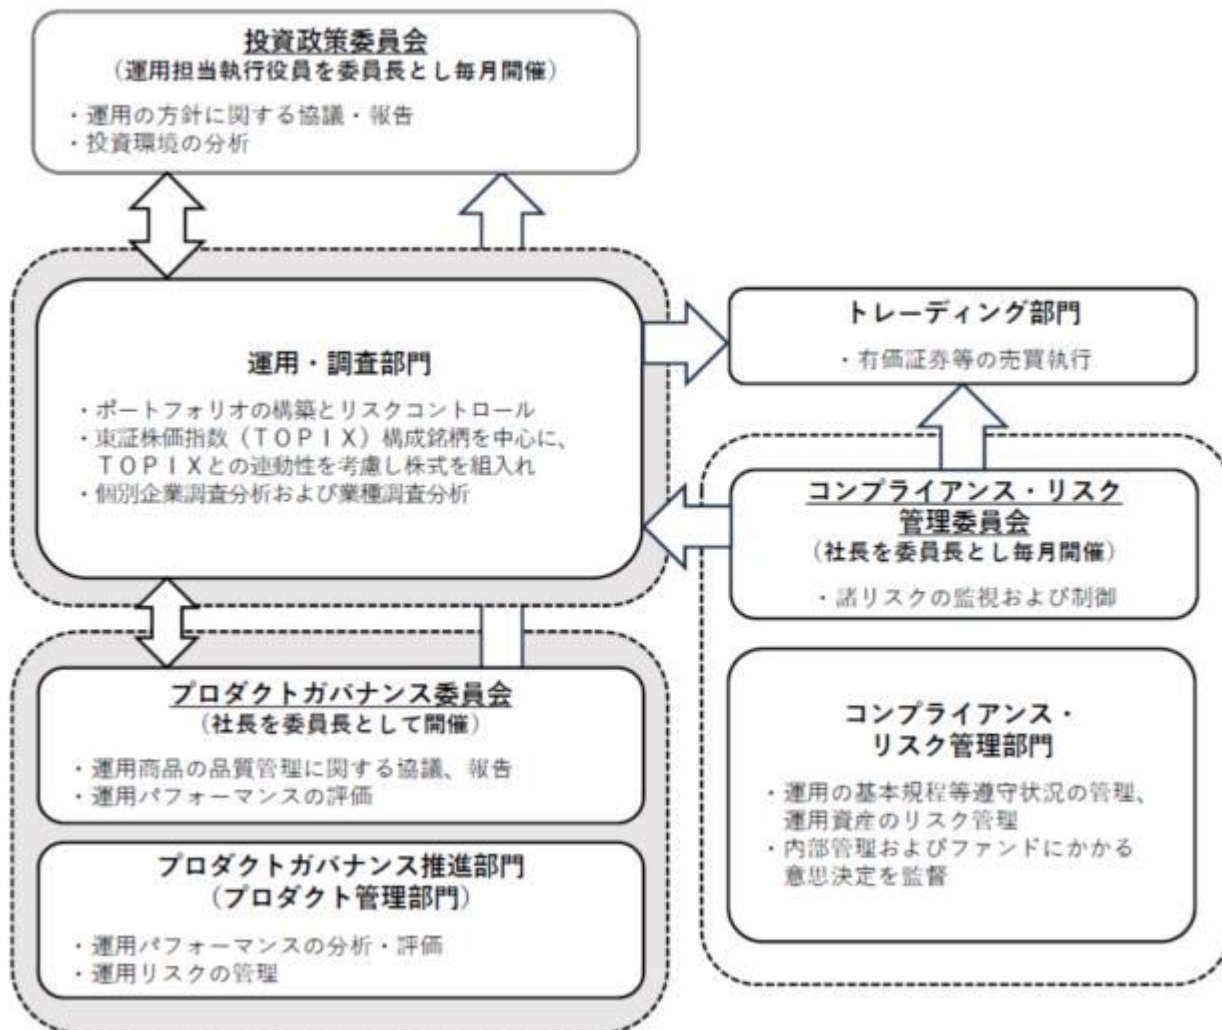 投資政策委員会
（運用担当執行役員を委員長とし毎月開催）
・運用の方針に関する協議・報告
・投資環境の分析
運用・調査部門
・ポートフォリオの構築とリスクコントロール
・東証株価指数（ＴＯＰＩＸ）構成銘柄を中心に、
ＴＯＰＩＸとの連動性を考慮し株式を組入れ
・個別企業調査分析および業種調査分析
トレーディング部門
・有価証券等の売買執行
コンプライアンス・リスク
管理委員会
（社長を委員長とし毎月開催）
・諸リスクの監視および制御
プロダクトガバナンス委員会
（社長を委員長として開催）
・運用商品の品質管理に関する協議、報告
・運用パフォーマンスの評価
プロダクトガバナンス推進部門
（プロダクト管理部門）
・運用パフォーマンスの分析・評価
・運用リスクの管理
コンプライアンス・
リスク管理部門
・運用の基本規程等遵守状況の管理、
運用資産のリスク管理
・内部管理およびファンドにかかる
意思決定を監督